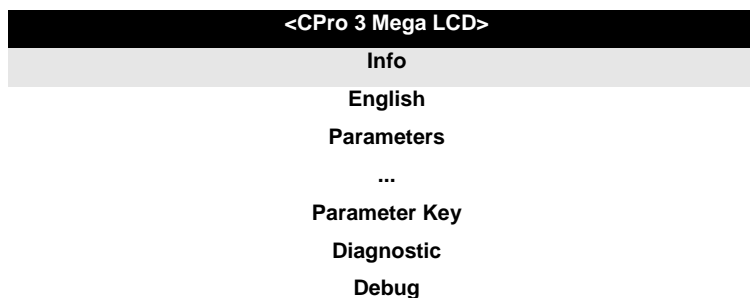 <CPro 3 Mega LCD>
Info
English
Parameters
...
Parameter Key
Diagnostic
Debug